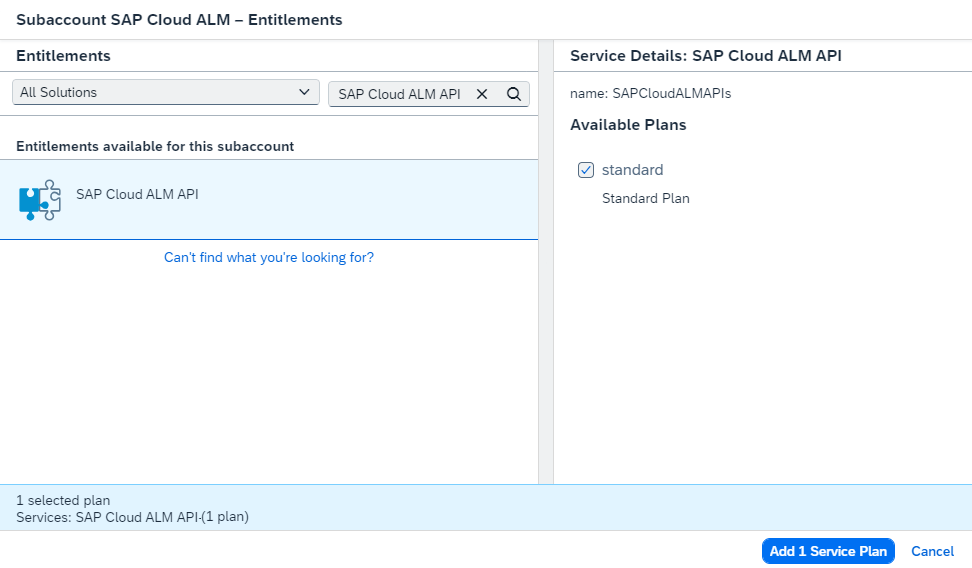 Subaccount SAP Cloud ALM – Entitlements
Entitlements
All Solutions
SAP Cloud ALM API
Entitlements available for this subaccount
SAP Cloud ALM API
Can't find what you're looking for?
Service Details: SAP Cloud ALM API
name: SAPCloudALMAPIs
Available Plans
standard
Standard Plan
1 selected plan
Services: SAP Cloud ALM API-(1 plan)
Add 1 Service Plan
Cancel